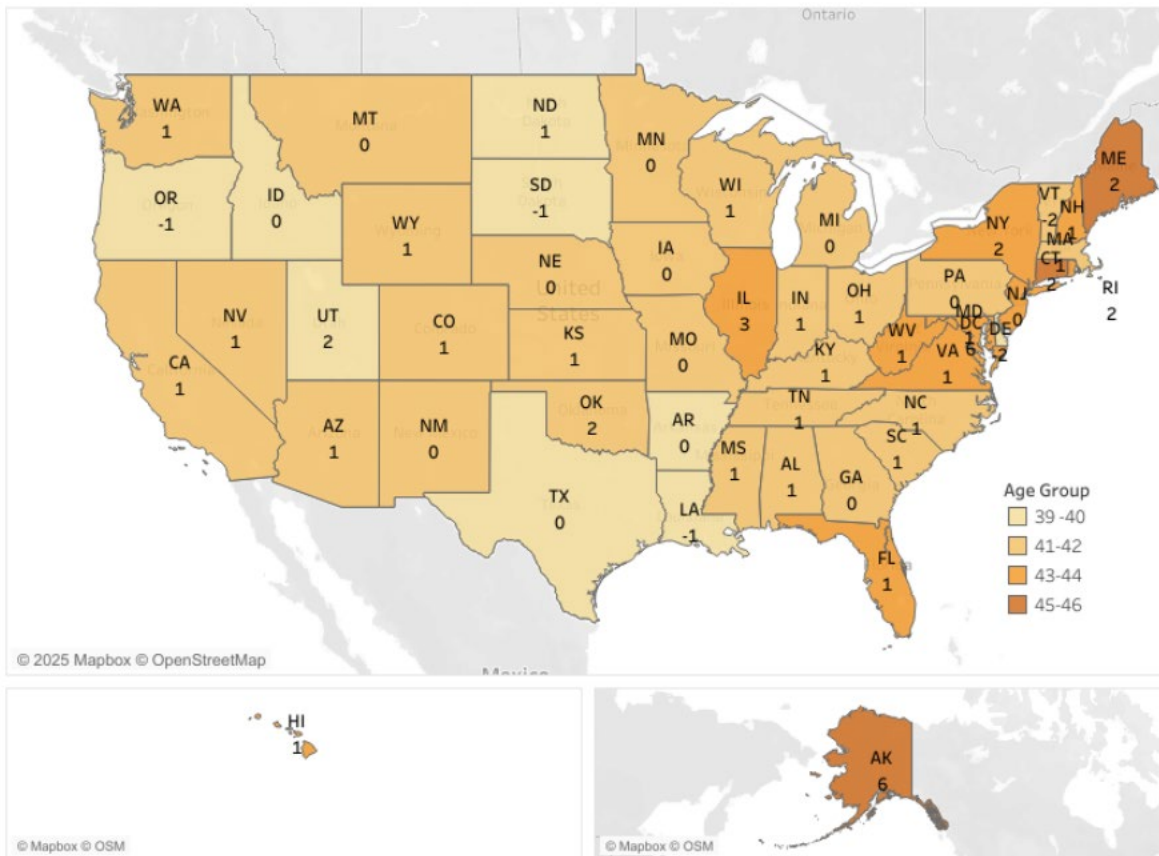 Ontario
WA
1
MT
0
ND
1
MN
0
ME
2
OR
-1
ID
0
SD
-1
WI
1
MI
0
VT
-2
NH
1
NY
2
WY
1
IA
0
NE
0
United
States
MA
1
CT
2
RI
2
PA
0
NJ
0
NV
1
UT
2
CO
1
KS
1
IL
3
IN
1
OH
1
MD
1
DC
6
DE
-2
WV
1
VA
1
MO
0
KY
1
CA
1
AZ
1
NM
0
OK
2
AR
0
TN
1
NC
1
SC
1
MS
1
AL
1
GA
0
TX
0
LA
-1
FL
1
Age Group
39 -40
41-42
43-44
45-46
© 2025 Mapbox © OpenStreetMap
Mexico
HI
1
© Mapbox © OSM
AK
6
© Mapbox © OSM